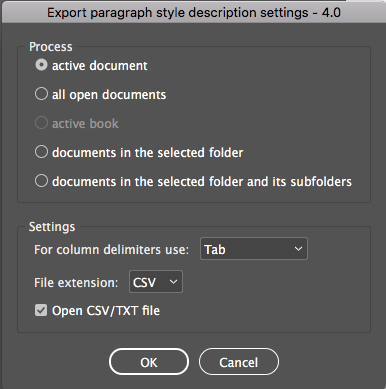 Export paragraph style description settings - 4.0
Process
active document
all open documents
active book
documents in the selected folder
documents in the selected folder and its subfolders
Settings
For column delimiters use: Tab
File extension: CSV
Open CSV/TXT file
OK Cancel